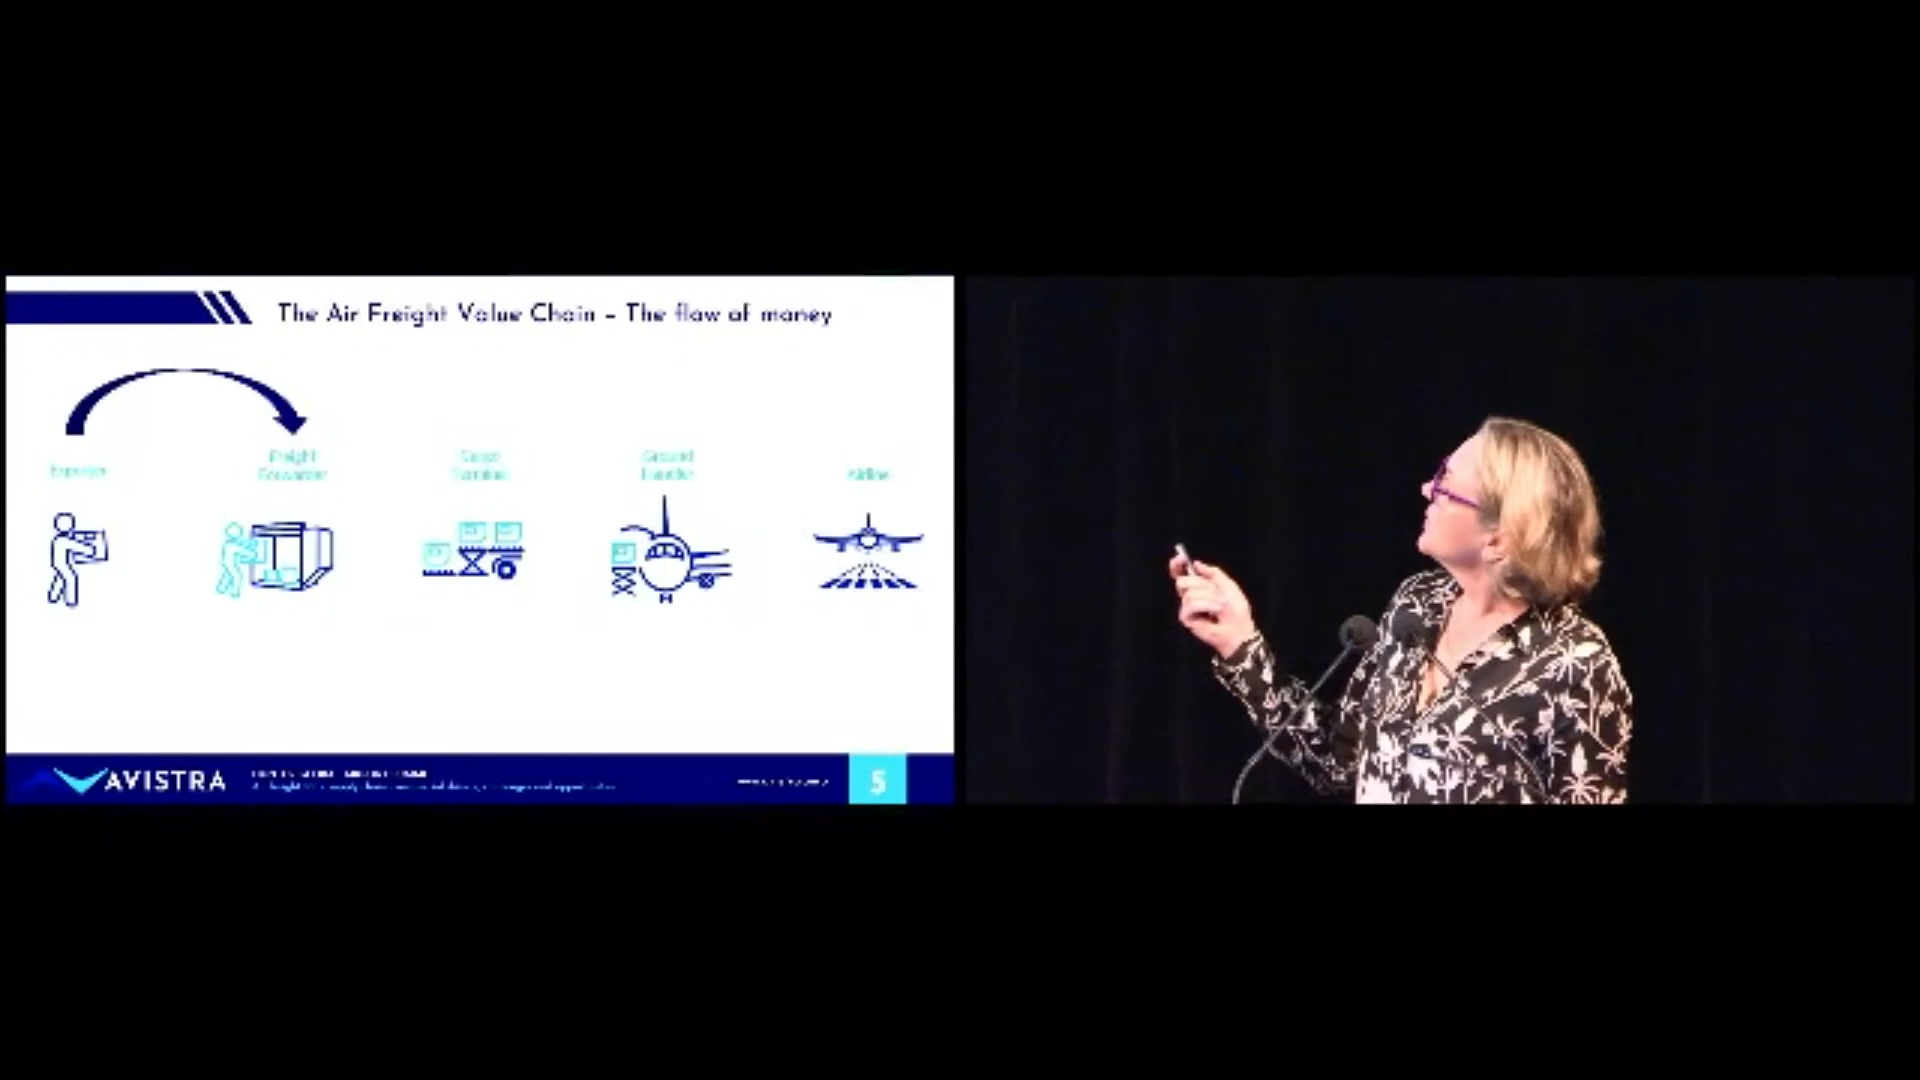 The Air Freight Value Chain – The flow of money
Exporter
Freight
Forwarder
Cargo
Terminal
Ground
Handler
Airline
AVISTRA
5